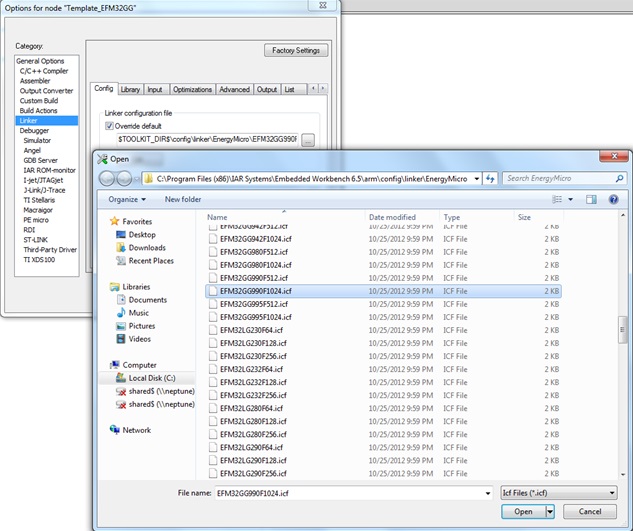 Options for node "Template_EFM32GG"
Category:
General Options
C/C++ Compiler
Assembler
Output Converter
Custom Build
Build Actions
Linker
Debugger
Simulator
Angel
GDB Server
IAR ROM-monitor
I-jet/JTAGjet
J-Link/J-Trace
TI Stellaris
Macraigor
PE micro
RDI
ST-LINK
Third-Party Driver
TI XDS100
Factory Settings
Config Library Input Optimizations Advanced Output List
Linker configuration file
Override default
$TOOLKIT_DIR$\config\linker\EnergyMicro\EFM32GG990F
...
Open
C:\Program Files (x86)\IAR Systems\Embedded Workbench 6.5\arm\config\linker\EnergyMicro
Search EnergyMicro
Organize New folder
Favorites
Desktop
Downloads
Recent Places
Libraries
Documents
Music
Pictures
Videos
Computer
Local Disk (C:)
shared$ (\\neptune)
shared$ (\\neptune)
Network
Name Date modified Type Size
EFM32GG942F512.icf 10/25/2012 9:59 PM ICF File 2 KB
EFM32GG942F1024.icf 10/25/2012 9:59 PM ICF File 2 KB
EFM32GG980F512.icf 10/25/2012 9:59 PM ICF File 2 KB
EFM32GG980F1024.icf 10/25/2012 9:59 PM ICF File 2 KB
EFM32GG990F512.icf 10/25/2012 9:59 PM ICF File 2 KB
EFM32GG990F1024.icf 10/25/2012 9:59 PM ICF File 2 KB
EFM32GG995F512.icf 10/25/2012 9:59 PM ICF File 2 KB
EFM32GG995F1024.icf 10/25/2012 9:59 PM ICF File 2 KB
EFM32LG230F64.icf 10/25/2012 9:59 PM ICF File 2 KB
EFM32LG230F128.icf 10/25/2012 9:59 PM ICF File 2 KB
EFM32LG230F256.icf 10/25/2012 9:59 PM ICF File 2 KB
EFM32LG232F64.icf 10/25/2012 9:59 PM ICF File 2 KB
EFM32LG232F128.icf 10/25/2012 9:59 PM ICF File 2 KB
EFM32LG232F256.icf 10/25/2012 9:59 PM ICF File 2 KB
EFM32LG280F64.icf 10/25/2012 9:59 PM ICF File 2 KB
EFM32LG280F128.icf 10/25/2012 9:59 PM ICF File 2 KB
EFM32LG280F256.icf 10/25/2012 9:59 PM ICF File 2 KB
EFM32LG290F64.icf 10/25/2012 9:59 PM ICF File 2 KB
EFM32LG290F128.icf 10/25/2012 9:59 PM ICF File 2 KB
EFM32LG290F256.icf 10/25/2012 9:59 PM ICF File 2 KB
File name: EFM32GG990F1024.icf
Icf Files (*.icf)
Open Cancel